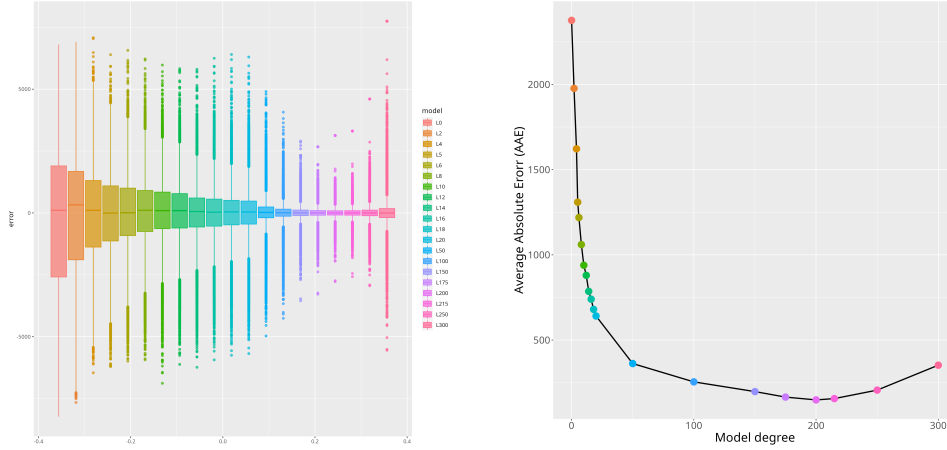 5000
0
-5000
error
-0.4
-0.2
0.0
0.2
0.4
model
L0
L2
L4
L5
L6
L8
L10
L12
L14
L16
L18
L20
L50
L100
L150
L175
L200
L215
L250
L300
Average Absolute Erorr (AAE)
2000
1500
1000
500
0
100
200
300
Model degree